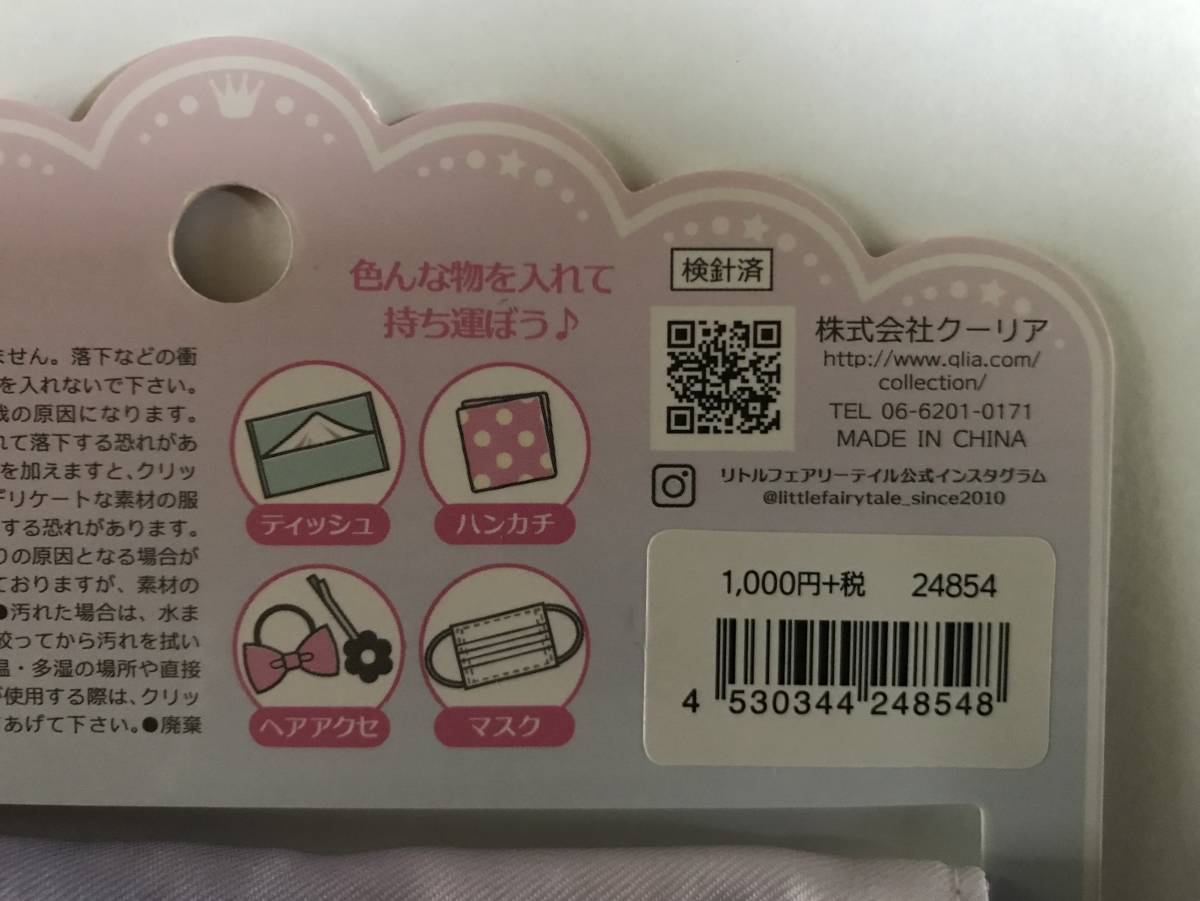 色んな物を入れて
持ち運ぼう♪
ティッシュ
ハンカチ
ヘアアクセ
マスク
ません。落下などの衝
を入れないで下さい。
の原因になります。
れて落下する恐れがあ
を加えますと、クリッ
デリケートな素材の服
する恐れがあります。
りの原因となる場合が
ておりますが、素材の
●汚れた場合は、水ま
絞ってから汚れを拭い
温・多湿の場所や直接
使用する際は、クリッ
あげて下さい。●廃棄
検針済
株式会社クーリア
http://www.qlia.com/
collection/
TEL 06-6201-0171
MADE IN CHINA
リトルフェアリーテイル公式インスタグラム
@littlefairytale_since2010
1,000円+税 24854
4 530344 248548